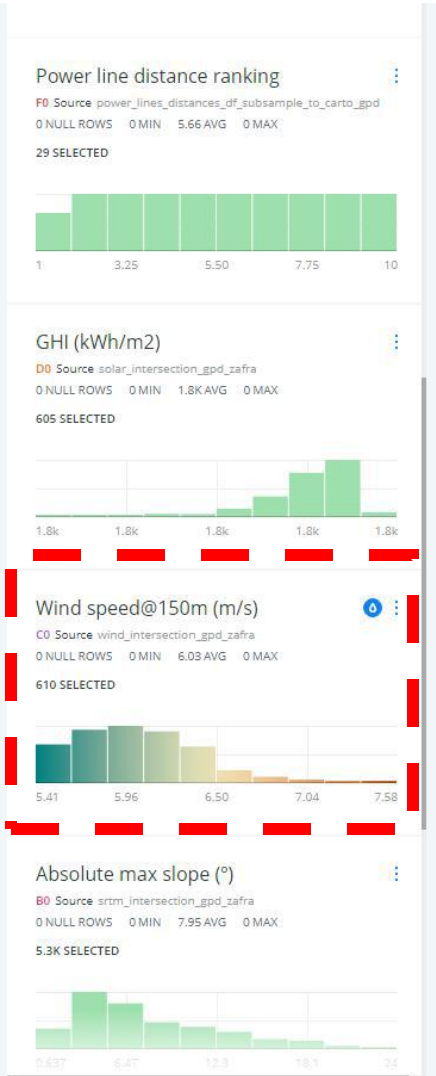 Power line distance ranking
F0 Source power_lines_distances_df_subsample_to_carto_gpd
0 NULL ROWS 0 MIN 5.66 AVG 0 MAX
29 SELECTED
1 3.25 5.50 7.75 10
GHI (kWh/m2)
D0 Source solar_intersection_gpd_zafra
0 NULL ROWS 0 MIN 1.8K AVG 0 MAX
605 SELECTED
1.8k 1.8k 1.8k 1.8k 1.8k
Wind speed@150m (m/s)
C0 Source wind_intersection_gpd_zafra
0 NULL ROWS 0 MIN 6.03 AVG 0 MAX
610 SELECTED
5.41 5.96 6.50 7.04 7.58
Absolute max slope (º)
B0 Source srtm_intersection_gpd_zafra
0 NULL ROWS 0 MIN 7.95 AVG 0 MAX
5.3K SELECTED
0.637 6.47 12.3 18.1 24